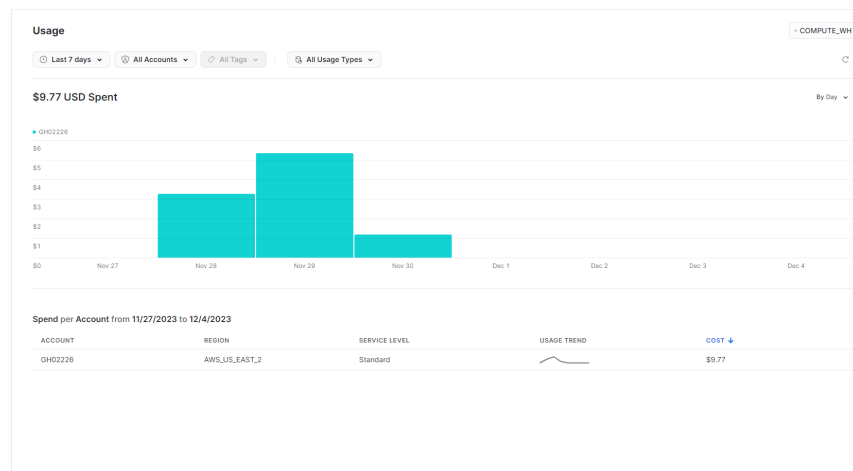 Usage
COMPUTE_WH
Last 7 days
All Accounts
All Tags
All Usage Types
$9.77 USD Spent
By Day
GH02226
$6
$5
$4
$3
$2
$1
$0
Nov 27 Nov 28 Nov 29 Nov 30 Dec 1 Dec 2 Dec 3 Dec 4
Spend per Account from 11/27/2023 to 12/4/2023
ACCOUNT REGION SERVICE LEVEL USAGE TREND COST
GH02226 AWS_US_EAST_2 Standard $9.77